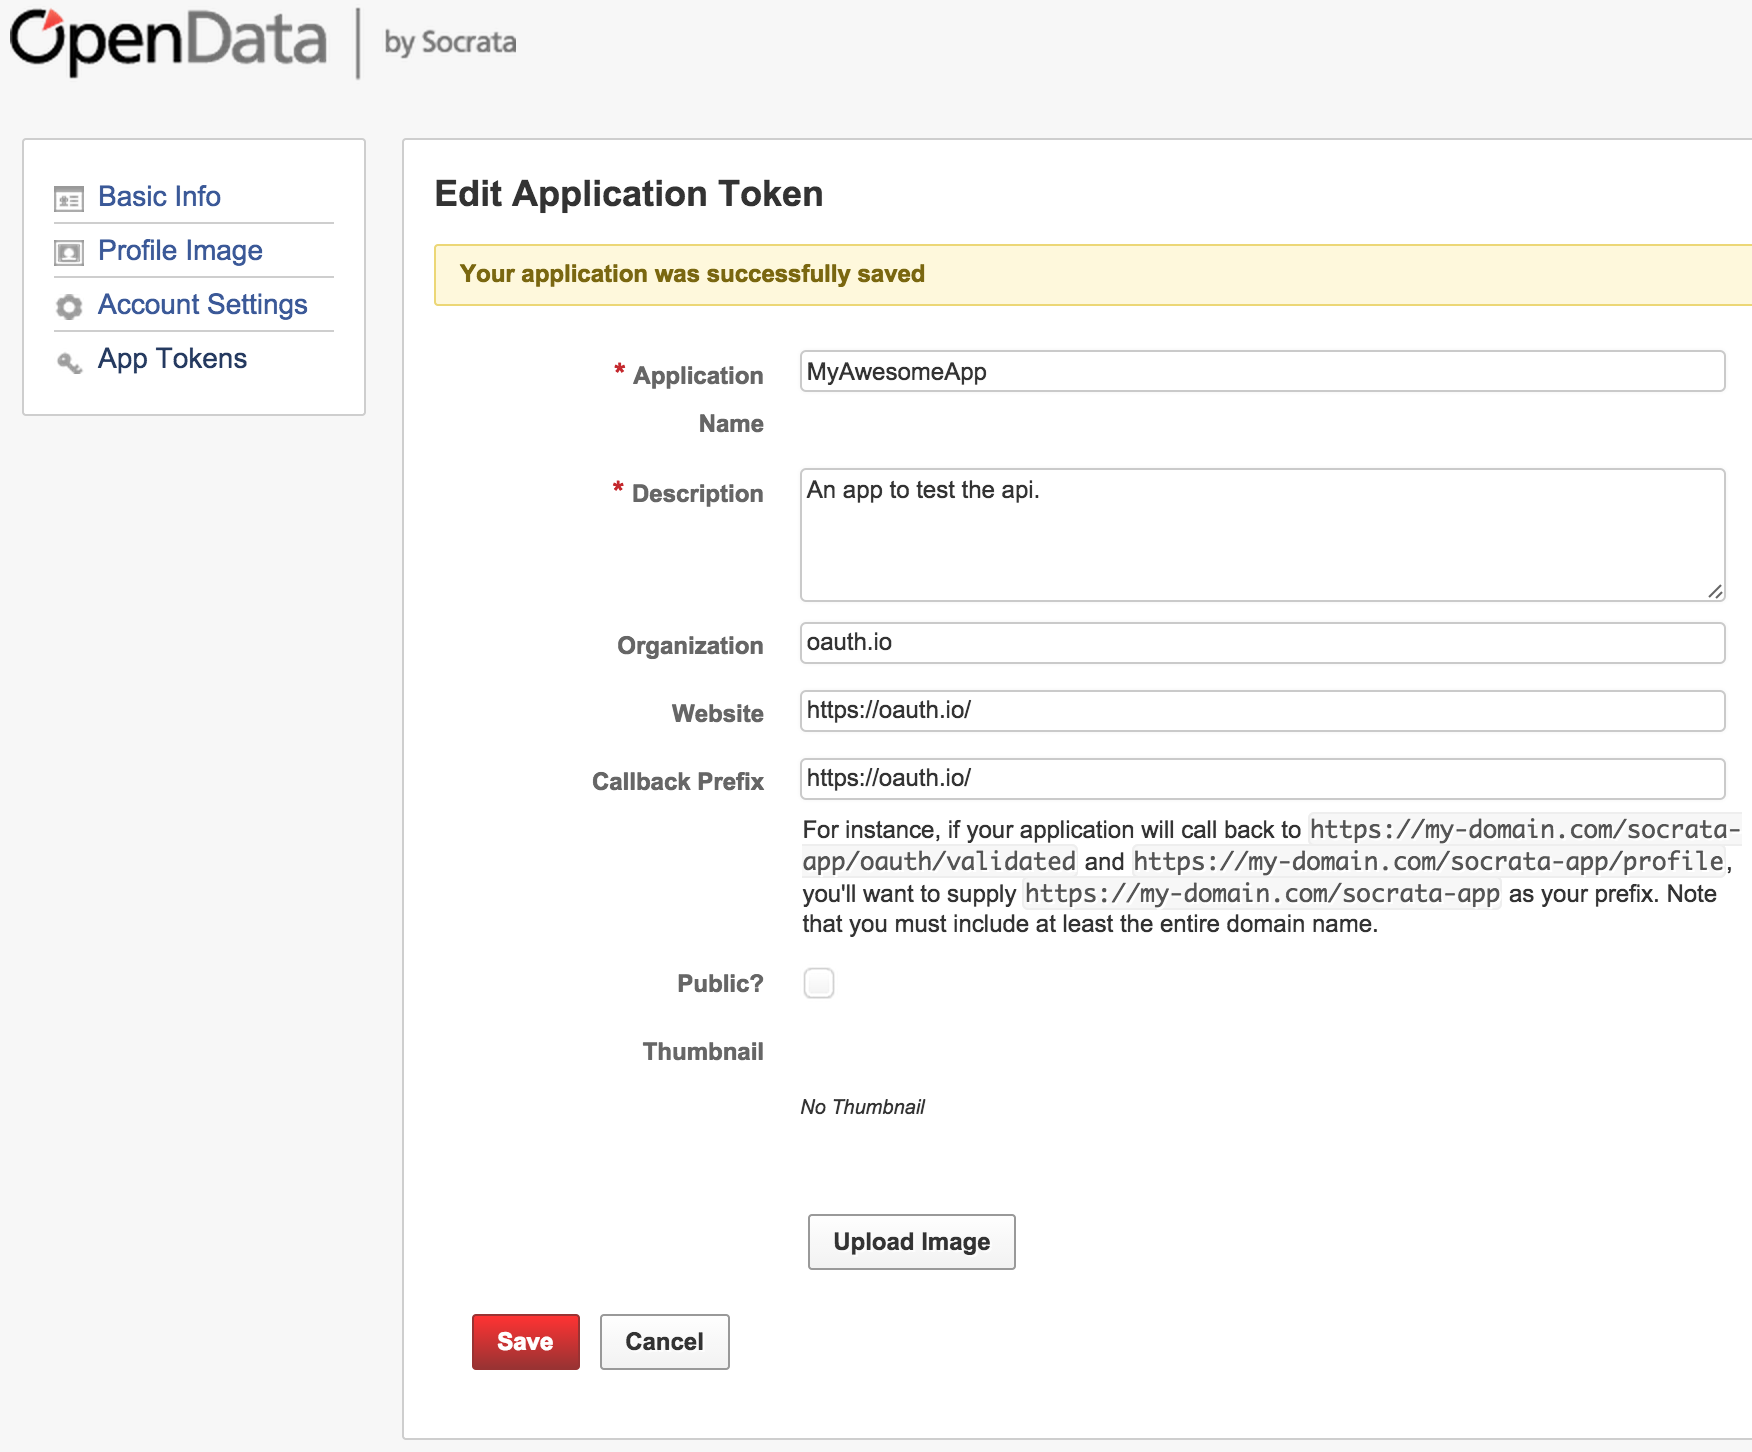 OpenData | by Socrata
Basic Info
Profile Image
Account Settings
App Tokens
Edit Application Token
Your application was successfully saved
* Application Name
MyAwesomeApp
* Description
An app to test the api.
Organization
oauth.io
Website
https://oauth.io/
Callback Prefix
https://oauth.io/
For instance, if your application will call back to https://my-domain.com/socrata-
app/oauth/validated and https://my-domain.com/socrata-app/profile,
you'll want to supply https://my-domain.com/socrata-app as your prefix. Note
that you must include at least the entire domain name.
Public?
Thumbnail
No Thumbnail
Upload Image
Save
Cancel